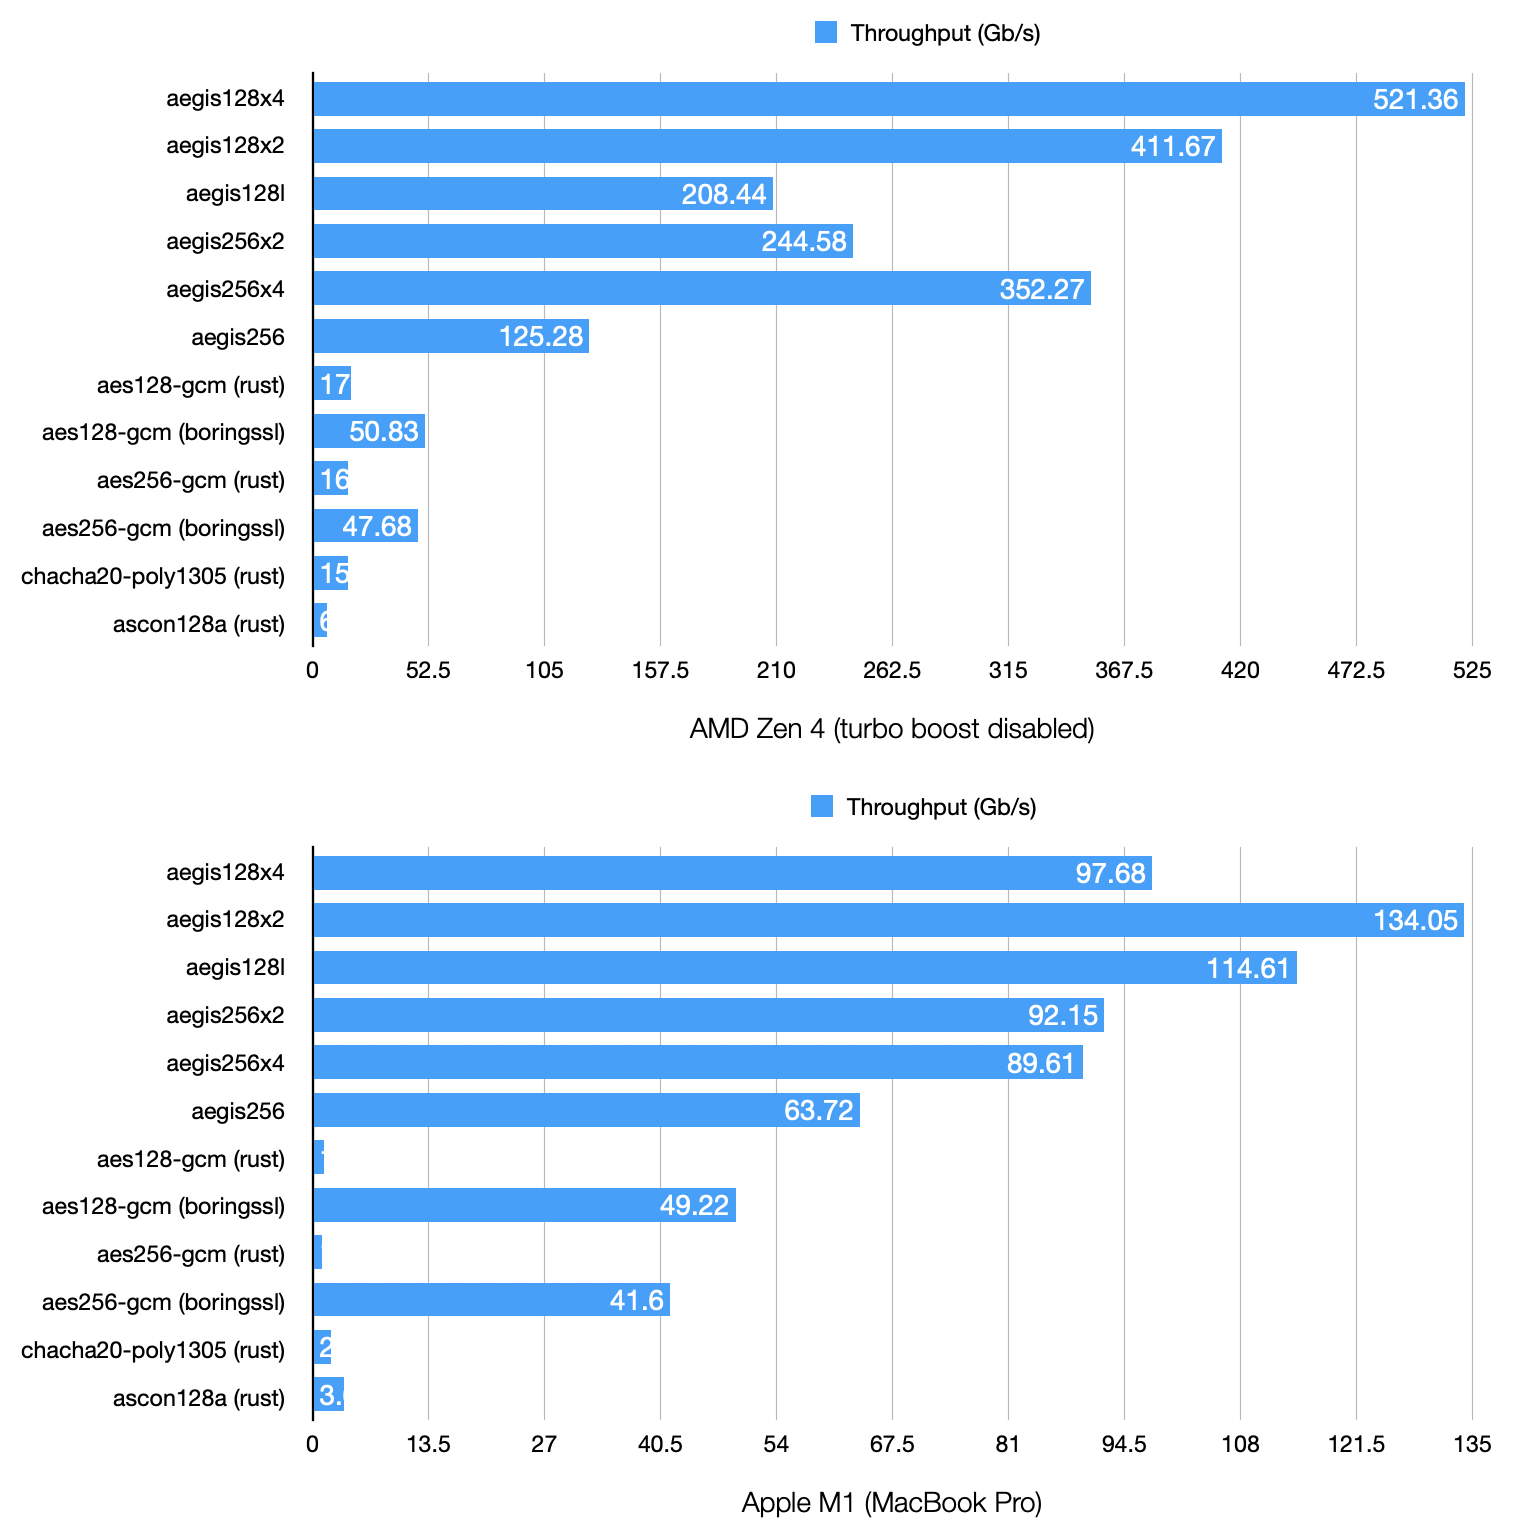 Throughput (Gb/s)
aegis128x4 521.36
aegis128x2 411.67
aegis128l 208.44
aegis256x2 244.58
aegis256x4 352.27
aegis256 125.28
aes128-gcm (rust) 17
aes128-gcm (boringssl) 50.83
aes256-gcm (rust) 16
aes256-gcm (boringssl) 47.68
chacha20-poly1305 (rust) 15
ascon128a (rust)
0 52.5 105 157.5 210 262.5 315 367.5 420 472.5 525
AMD Zen 4 (turbo boost disabled)
Throughput (Gb/s)
aegis128x4 97.68
aegis128x2 134.05
aegis128l 114.61
aegis256x2 92.15
aegis256x4 89.61
aegis256 63.72
aes128-gcm (rust)
aes128-gcm (boringssl) 49.22
aes256-gcm (rust)
aes256-gcm (boringssl) 41.6
chacha20-poly1305 (rust) 2
ascon128a (rust) 3.
0 13.5 27 40.5 54 67.5 81 94.5 108 121.5 135
Apple M1 (MacBook Pro)